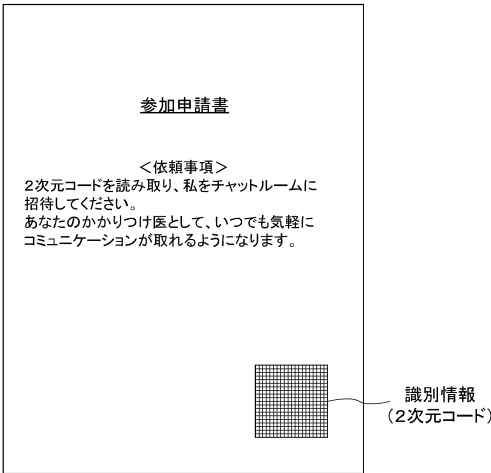 参加申請書
＜依頼事項＞
２次元コードを読み取り、私をチャットルームに
招待してください。
あなたのかかりつけ医として、いつでも気軽に
コミュニケーションが取れるようになります。
識別情報
（２次元コード）